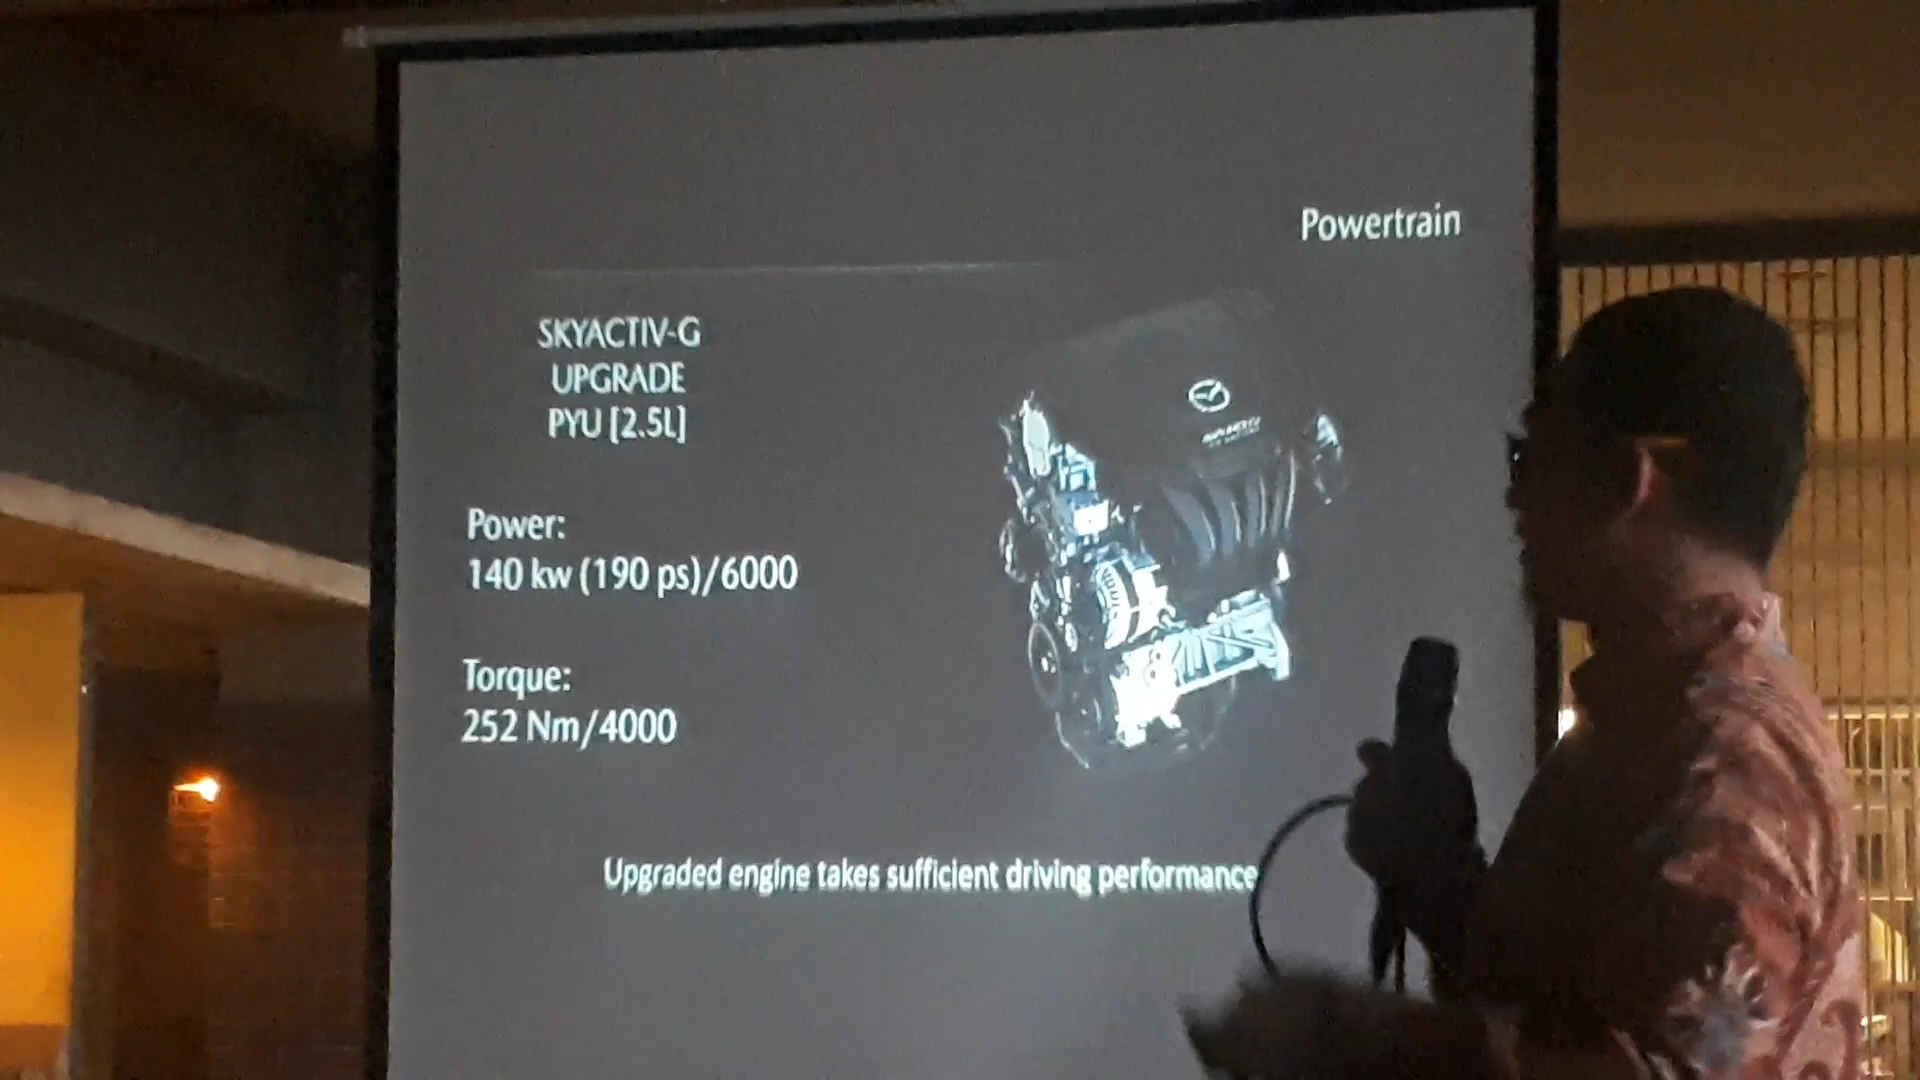 Powertrain
SKYACTIV-G
UPGRADE
PYU [2.5L]
Power:
140 kw (190 ps)/6000
Torque:
252 Nm/4000
Upgraded engine takes sufficient driving performance